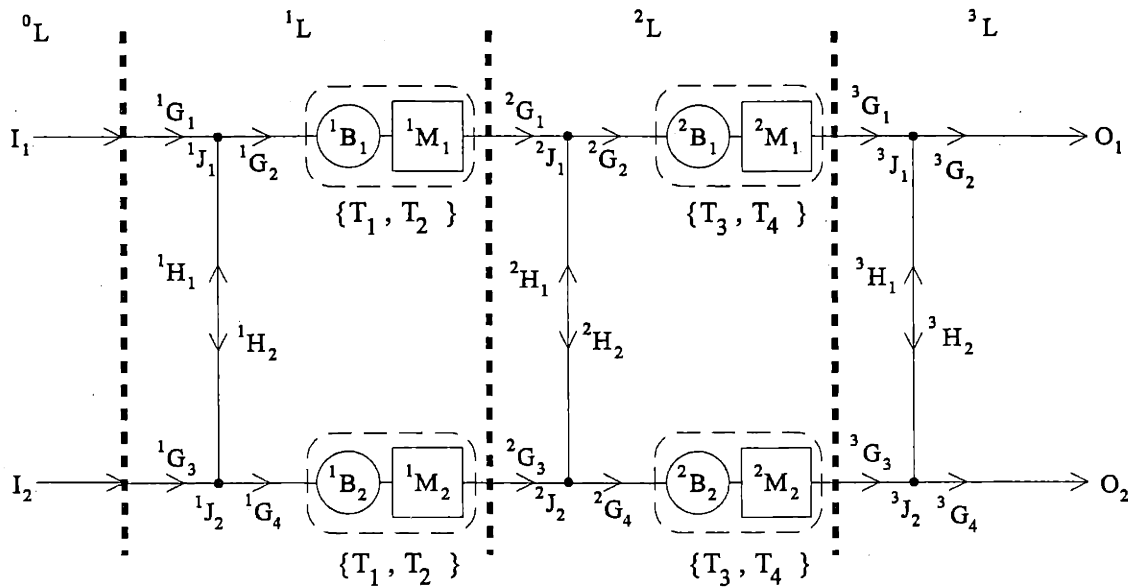 ⁰L ¹L ²L ³L
¹G₁ ¹B₁ ¹M₁ ²G₁ ²B₁ ²M₁ ³G₁
I₁ ¹J₁ ¹G₂ ²J₁ ²G₂ ³J₁ ³G₂ O₁
{T₁ , T₂ } {T₃ , T₄ }
¹H₁ ²H₁ ³H₁
¹H₂ ²H₂ ³H₂
¹G₃ ¹B₂ ¹M₂ ²G₃ ²B₂ ²M₂ ³G₃
I₂ ¹J₂ ¹G₄ ²J₂ ²G₄ ³J₂ ³G₄ O₂
{T₁ , T₂ } {T₃ , T₄ }